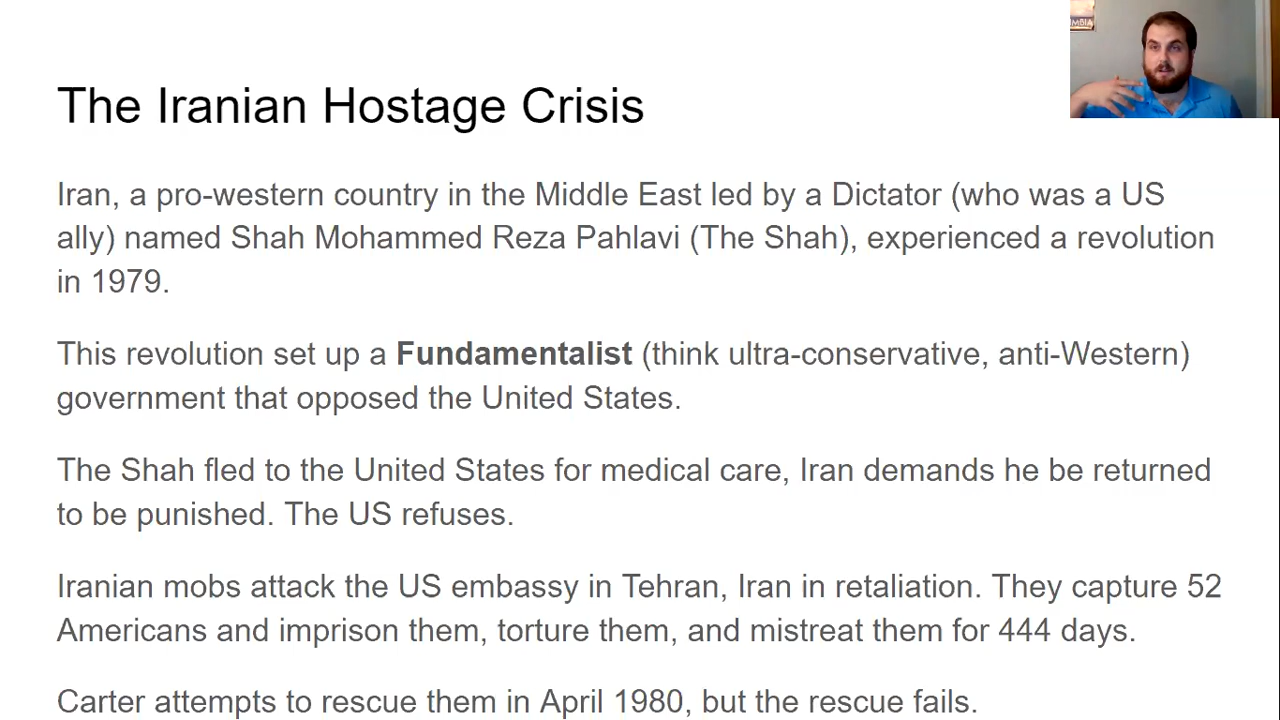 MBIA
The Iranian Hostage Crisis
Iran, a pro-western country in the Middle East led by a Dictator (who was a US
ally) named Shah Mohammed Reza Pahlavi (The Shah), experienced a revolution
in 1979.
This revolution set up a Fundamentalist (think ultra-conservative, anti-Western)
government that opposed the United States.
The Shah fled to the United States for medical care, Iran demands he be returned
to be punished. The US refuses.
Iranian mobs attack the US embassy in Tehran, Iran in retaliation. They capture 52
Americans and imprison them, torture them, and mistreat them for 444 days.
Carter attempts to rescue them in April 1980, but the rescue fails.